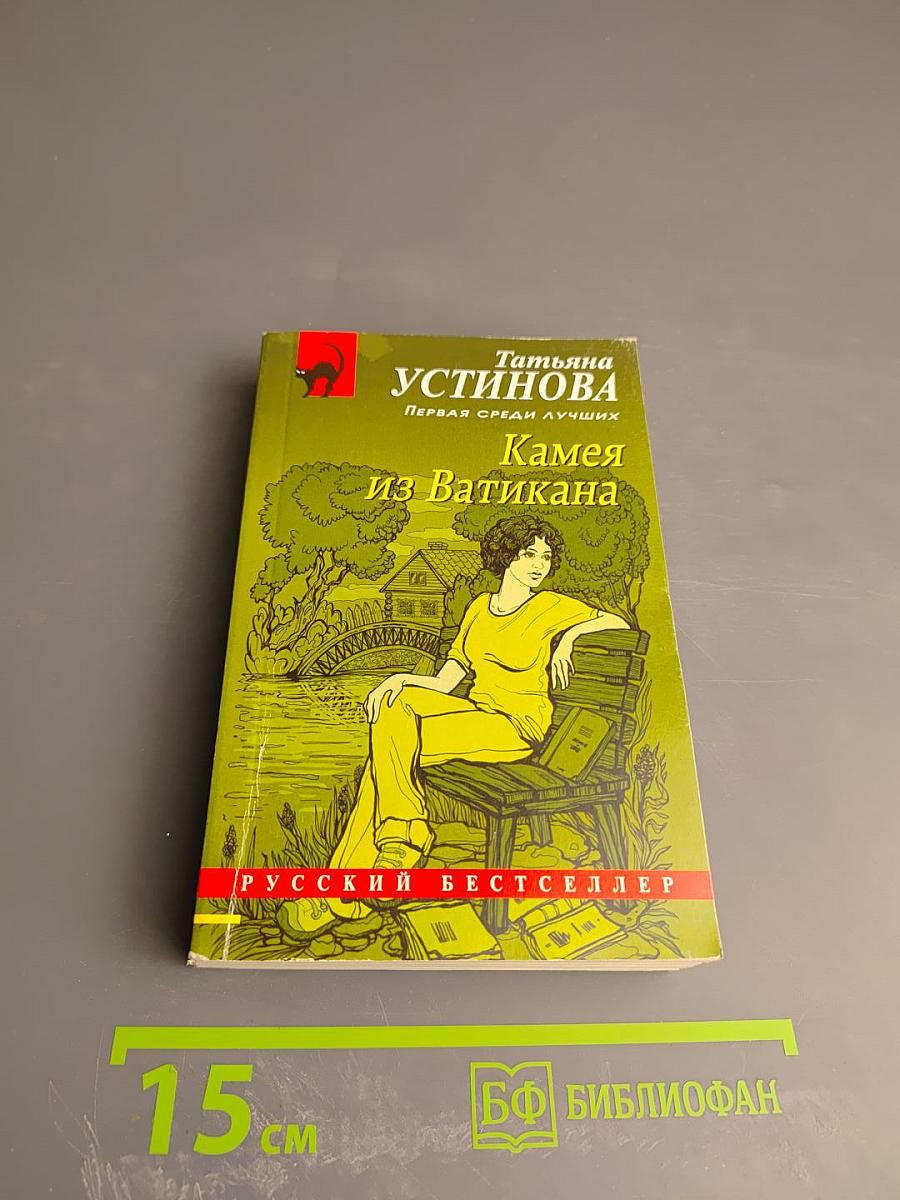 Татьяна
УСТИНОВА
ПЕРВАЯ СРЕДИ ЛУЧШИХ
Камея
из Ватикана
РУССКИЙ БЕСТСЕЛЛЕР
15 см
БФ БИБЛИОФАН